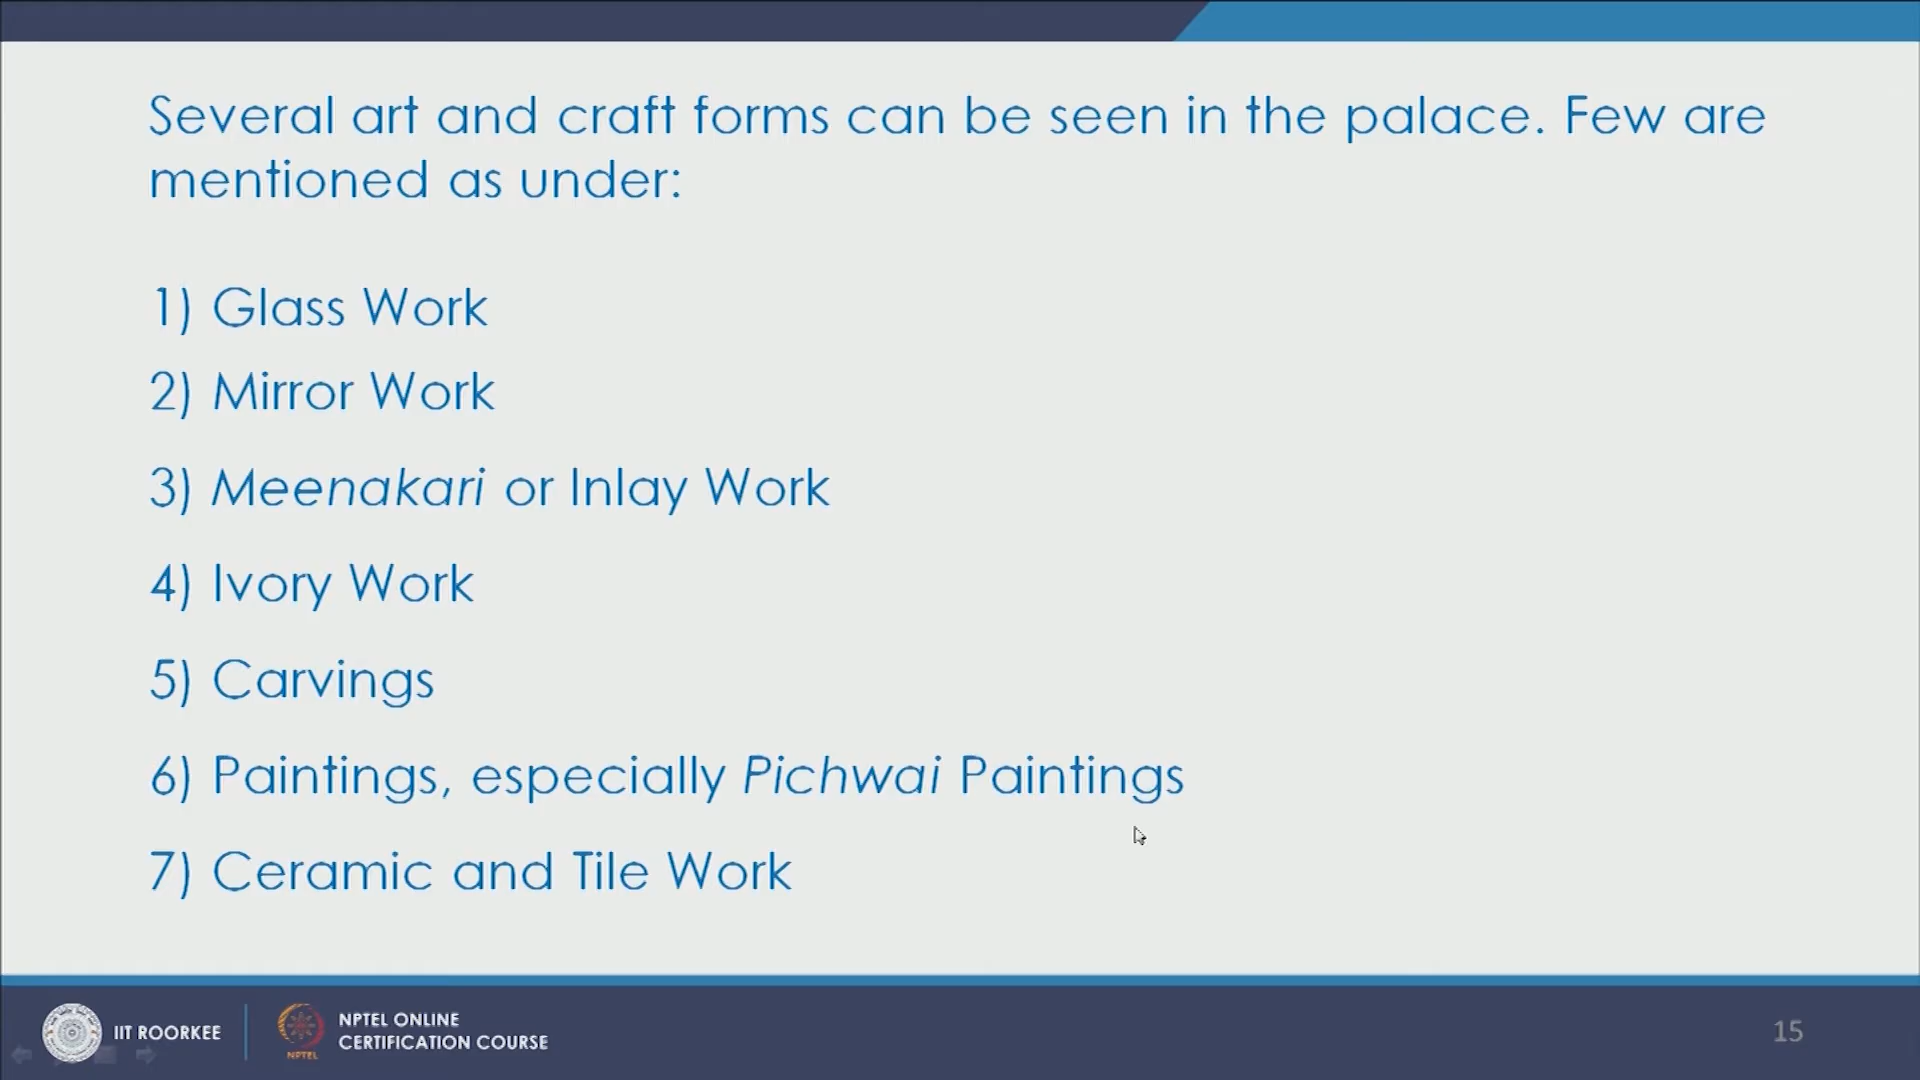 Several art and craft forms can be seen in the palace. Few are
mentioned as under:
1) Glass Work
2) Mirror Work
3) Meenakari or Inlay Work
4) Ivory Work
5) Carvings
6) Paintings, especially Pichwai Paintings
7) Ceramic and Tile Work
IIT ROORKEE
NPTEL
NPTEL ONLINE
CERTIFICATION COURSE
15